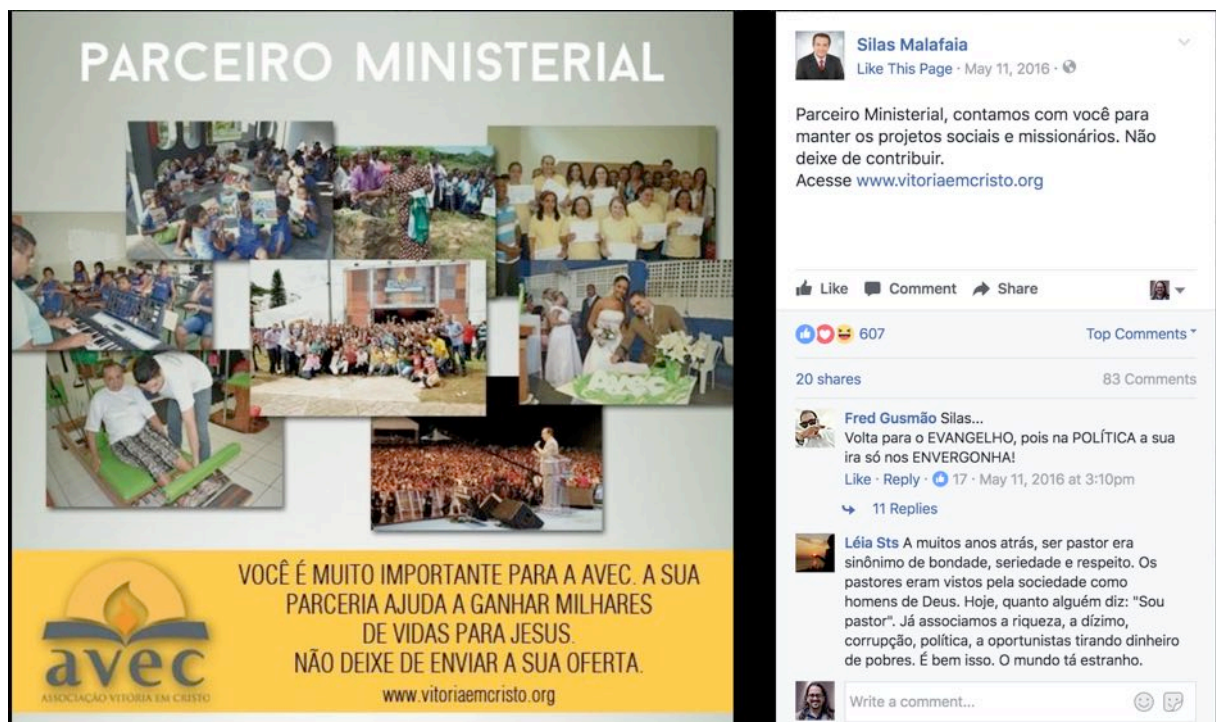 PARCEIRO MINISTERIAL
Avec
avec
ASSOCIAÇÃO VITÓRIA EM CRISTO
VOCÊ É MUITO IMPORTANTE PARA A AVEC. A SUA
PARCERIA AJUDA A GANHAR MILHARES
DE VIDAS PARA JESUS.
NÃO DEIXE DE ENVIAR A SUA OFERTA.
www.vitoriaemcristo.org
Silas Malafaia
Like This Page · May 11, 2016 ·
Parceiro Ministerial, contamos com você para
manter os projetos sociais e missionários. Não
deixe de contribuir.
Acesse www.vitoriaemcristo.org
Like Comment Share
607 Top Comments
20 shares 83 Comments
Fred Gusmão Silas...
Volta para o EVANGELHO, pois na POLÍTICA a sua
ira só nos ENVERGONHA!
Like · Reply · 17 · May 11, 2016 at 3:10pm
11 Replies
Léia Sts A muitos anos atrás, ser pastor era
sinônimo de bondade, seriedade e respeito. Os
pastores eram vistos pela sociedade como
homens de Deus. Hoje, quanto alguém diz: "Sou
pastor". Já associamos a riqueza, a dízimo,
corrupção, política, a oportunistas tirando dinheiro
de pobres. É bem isso. O mundo tá estranho.
Write a comment...